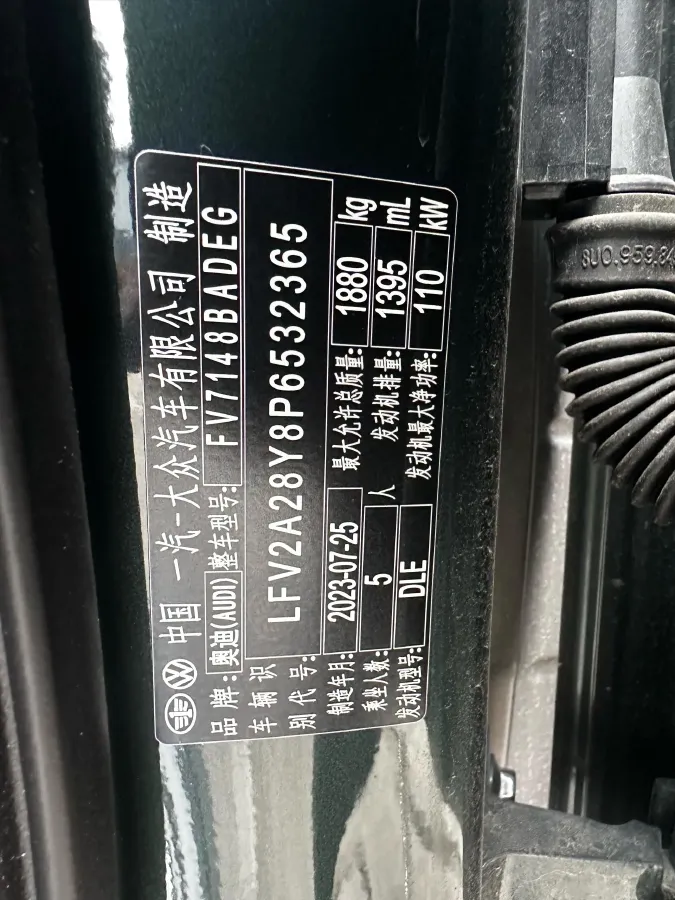 中国 一汽-大众汽车有限公司 制造
品牌:奥迪(AUDI) 整车型号:FV7148BADEG
车辆识别代号:LFV2A28Y8P6532365
制造年月:2023-07-25 最大允许总质量:1880 kg
乘坐人数:5 人 发动机排量:1395 mL
发动机型号:DLE 发动机最大净功率:110 kW